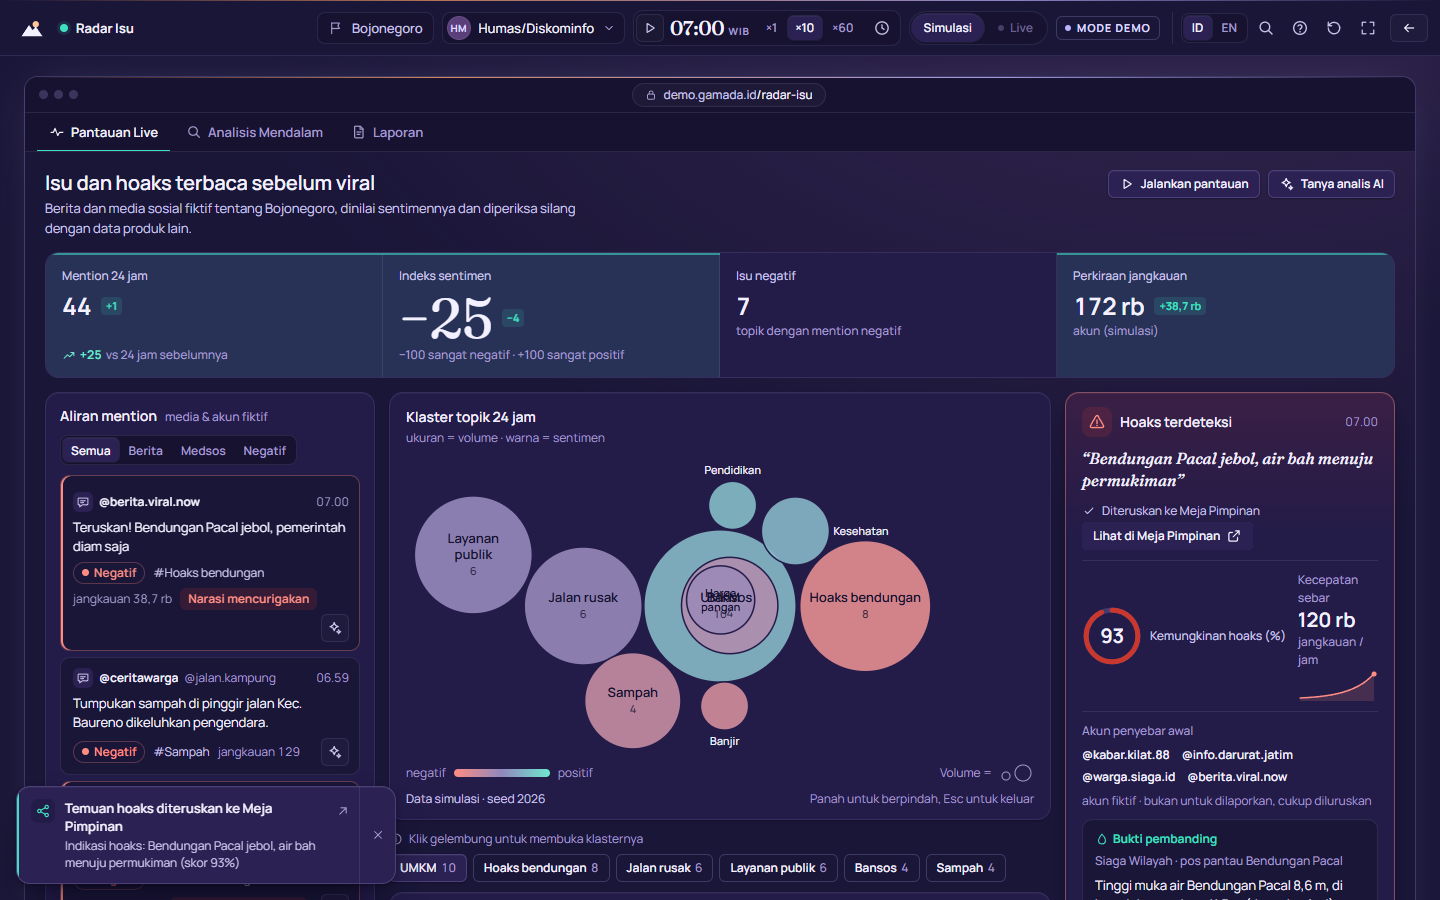 Radar Isu
Bojonegoro
HM Humas/Diskominfo
07:00 WIB
×1 ×10 ×60
Simulasi
Live
MODE DEMO
ID EN
demo.gamada.id/radar-isu
Pantauan Live
Analisis Mendalam
Laporan
Isu dan hoaks terbaca sebelum viral
Berita dan media sosial fiktif tentang Bojonegoro, dinilai sentimennya dan diperiksa silang
dengan data produk lain.
Jalankan pantauan
Tanya analis AI
Mention 24 jam
44 +1
+25 vs 24 jam sebelumnya
Indeks sentimen
−25 −4
−100 sangat negatif · +100 sangat positif
Isu negatif
7
topik dengan mention negatif
Perkiraan jangkauan
172 rb +38,7 rb
akun (simulasi)
Aliran mention media & akun fiktif
Semua Berita Medsos Negatif
@berita.viral.now 07.00
Teruskan! Bendungan Pacal jebol, pemerintah
diam saja
Negatif #Hoaks bendungan
jangkauan 38,7 rb Narasi mencurigakan
@ceritawarga @jalan.kampung 06.59
Tumpukan sampah di pinggir jalan Kec.
Baureno dikeluhkan pengendara.
Negatif #Sampah jangkauan 129
Temuan hoaks diteruskan ke Meja
Pimpinan
Indikasi hoaks: Bendungan Pacal jebol, air bah
menuju permukiman (skor 93%)
Klaster topik 24 jam
ukuran = volume · warna = sentimen
Pendidikan
Kesehatan
Layanan
publik
6
Jalan rusak
6
pangan
Hoaks bendungan
8
Sampah
4
Banjir
negatif positif
Volume =
Data simulasi · seed 2026
Panah untuk berpindah, Esc untuk keluar
Klik gelembung untuk membuka klasternya
UMKM 10
Hoaks bendungan 8
Jalan rusak 6
Layanan publik 6
Bansos 4
Sampah 4
Hoaks terdeteksi 07.00
“Bendungan Pacal jebol, air bah menuju
permukiman”
Diteruskan ke Meja Pimpinan
Lihat di Meja Pimpinan
93
Kemungkinan hoaks (%)
Kecepatan
sebar
120 rb
jangkauan /
jam
Akun penyebar awal
@kabar.kilat.88 @info.darurat.jatim
@warga.siaga.id @berita.viral.now
akun fiktif · bukan untuk dilaporkan, cukup diluruskan
Bukti pembanding
Siaga Wilayah · pos pantau Bendungan Pacal
Tinggi muka air Bendungan Pacal 8,6 m, di